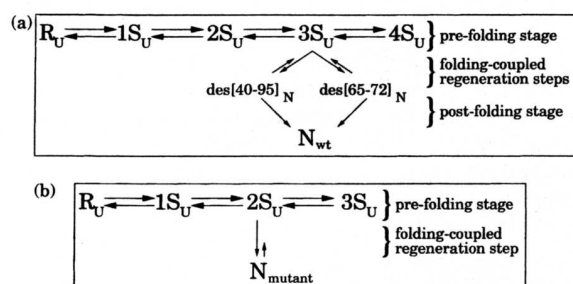 (a)
R_U 1S_U 2S_U 3S_U 4S_U } pre-folding stage
} folding-coupled
regeneration steps
des[40-95]_N des[65-72]_N
} post-folding stage
N_wt
(b)
R_U 1S_U 2S_U 3S_U } pre-folding stage
} folding-coupled
regeneration step
N_mutant